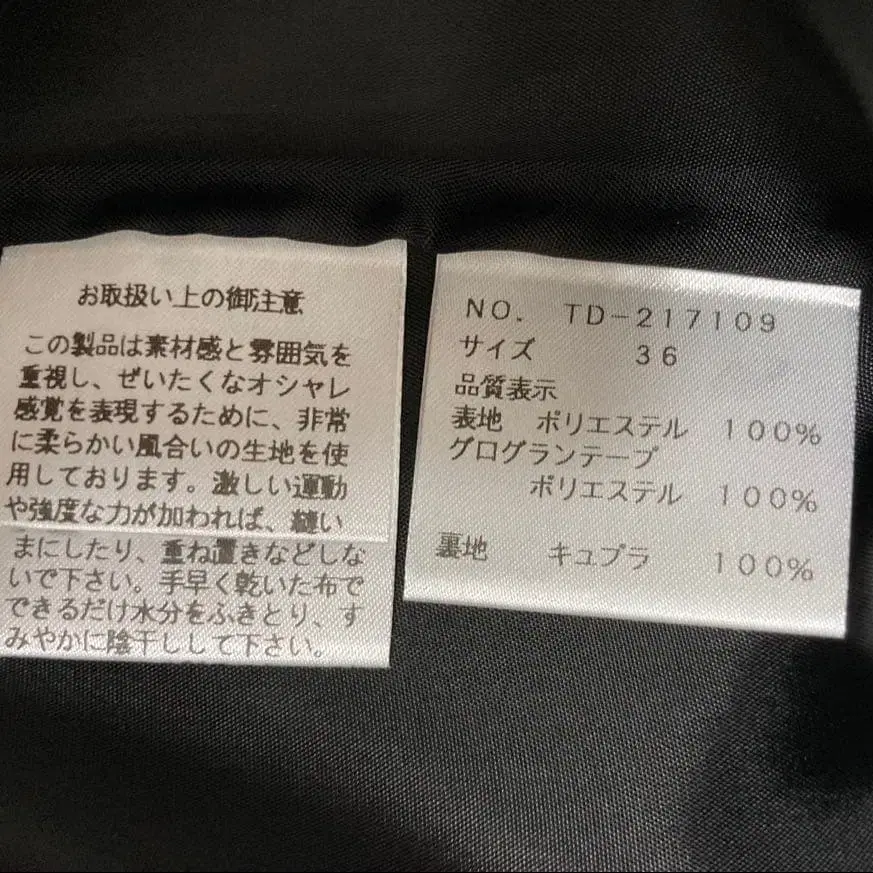 お取扱い上の御注意
この製品は素材感と雰囲気を
重視し、ぜいたくなオシャレ
感覚を表現するために、非常
に柔らかい風合いの生地を使
用しております。激しい運動
や強度な力が加われば、縫い
まにしたり、重ね置きなどしな
いで下さい。手早く乾いた布で
できるだけ水分をふきとり、す
みやかに陰干しして下さい。
NO. TD-217109
サイズ 36
品質表示
表地 ポリエステル 100%
グログランテープ
ポリエステル 100%
裏地 キュプラ 100%